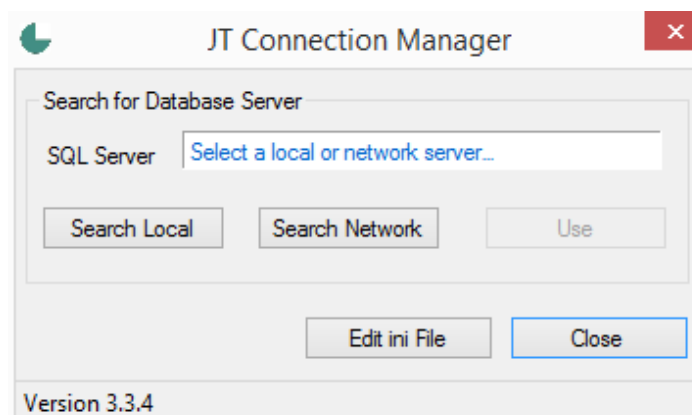 JT Connection Manager
Search for Database Server
SQL Server Select a local or network server...
Search Local Search Network Use
Edit ini File Close
Version 3.3.4